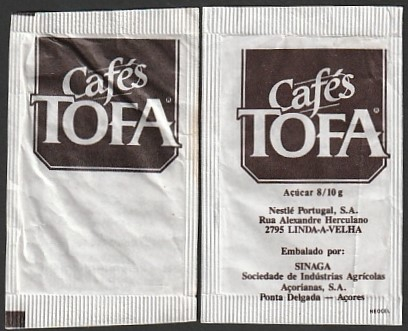 Cafés
TOFA
Cafés
TOFA
Açúcar 8/10 g
Nestlé Portugal, S.A.
Rua Alexandre Herculano
2795 LINDA-A-VELHA
Embalado por:
SINAGA
Sociedade de Indústrias Agrícolas
Açorianas, S.A.
Ponta Delgada — Açores
NEOGEL